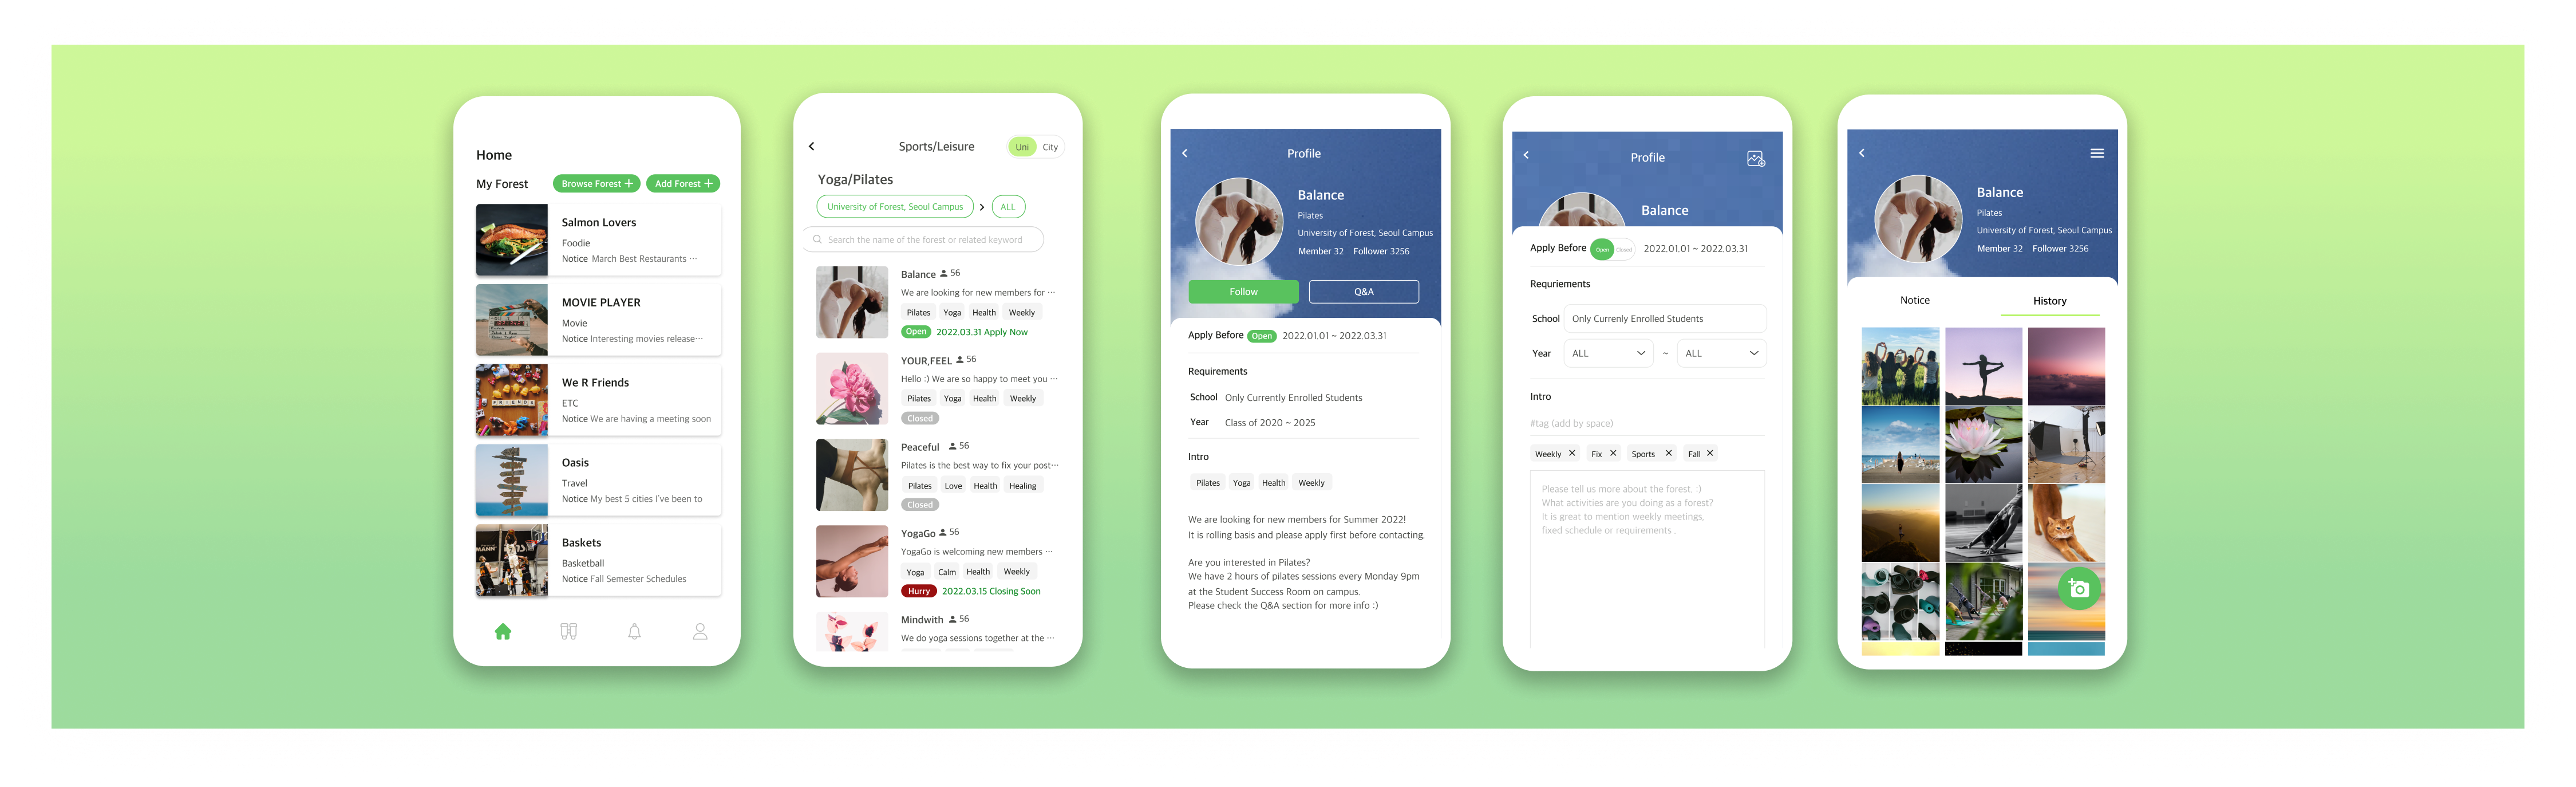 Home
My Forest
Browse Forest +
Add Forest +
Salmon Lovers
Foodie
Notice March Best Restaurants ···
MOVIE PLAYER
Movie
Notice Interesting movies release···
FRIENDS
We R Friends
ETC
Notice We are having a meeting soon
Oasis
Travel
Notice My best 5 cities I've been to
MANN
Baskets
Basketball
Notice Fall Semester Schedules
Sports/Leisure
Uni City
Yoga/Pilates
University of Forest, Seoul Campus > ALL
Search the name of the forest or related keyword
Balance 56
We are looking for new members for ···
Pilates Yoga Health Weekly
Open 2022.03.31 Apply Now
YOUR,FEEL 56
Hello :) We are so happy to meet you ···
Pilates Yoga Health Weekly
Closed
Peaceful 56
Pilates is the best way to fix your post···
Pilates Love Health Healing
Closed
YogaGo 56
YogaGo is welcoming new members ···
Yoga Calm Health Weekly
Hurry 2022.03.15 Closing Soon
Mindwith 56
We do yoga sessions together at the ···
Profile
Balance
Pilates
University of Forest, Seoul Campus
Member 32 Follower 3256
Follow
Q&A
Apply Before Open 2022.01.01 ~ 2022.03.31
Requirements
School Only Currently Enrolled Students
Year Class of 2020 ~ 2025
Intro
Pilates Yoga Health Weekly
We are looking for new members for Summer 2022!
It is rolling basis and please apply first before contacting.
Are you interested in Pilates?
We have 2 hours of pilates sessions every Monday 9pm
at the Student Success Room on campus.
Please check the Q&A section for more info :)
Profile
Balance
Apply Before Open Closed 2022.01.01 ~ 2022.03.31
Requriements
School Only Currenly Enrolled Students
Year ALL ~ ALL
Intro
#tag (add by space)
Weekly × Fix × Sports × Fall ×
Please tell us more about the forest. :)
What activities are you doing as a forest?
It is great to mention weekly meetings,
fixed schedule or requirements .
Balance
Pilates
University of Forest, Seoul Campus
Member 32 Follower 3256
Notice
History